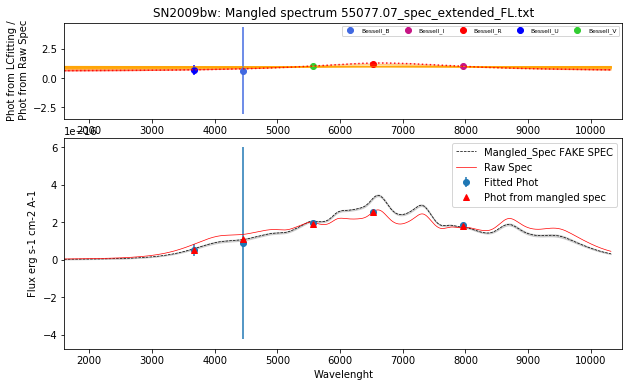 SN2009bw: Mangled spectrum 55077.07_spec_extended_FL.txt
Phot from LCfitting /
Phot from Raw Spec
2.5
0.0
−2.5
Bessell_B
Bessell_I
Bessell_R
Bessell_U
Bessell_V
2000 3000 4000 5000 6000 7000 8000 9000 10000
1e−16
Flux erg s-1 cm-2 A-1
6
4
2
0
−2
−4
Mangled_Spec FAKE SPEC
Raw Spec
Fitted Phot
Phot from mangled spec
2000 3000 4000 5000 6000 7000 8000 9000 10000
Wavelenght